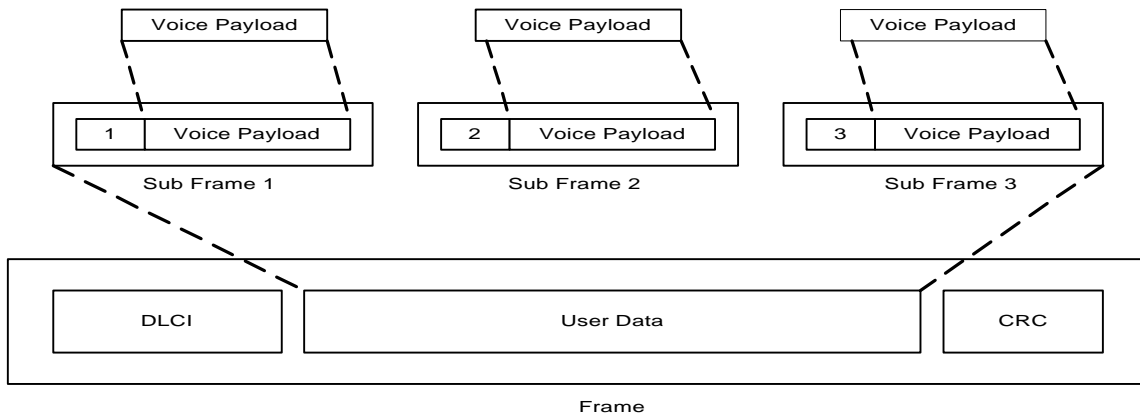 Voice Payload Voice Payload Voice Payload
1 Voice Payload 2 Voice Payload 3 Voice Payload
Sub Frame 1 Sub Frame 2 Sub Frame 3
DLCI User Data CRC
Frame